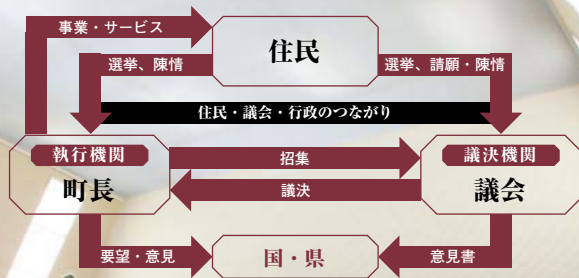 事業・サービス
住民
選挙、陳情
選挙、請願・陳情
住民・議会・行政のつながり
執行機関
町長
招集
議決
議決機関
議会
要望・意見
国・県
意見書